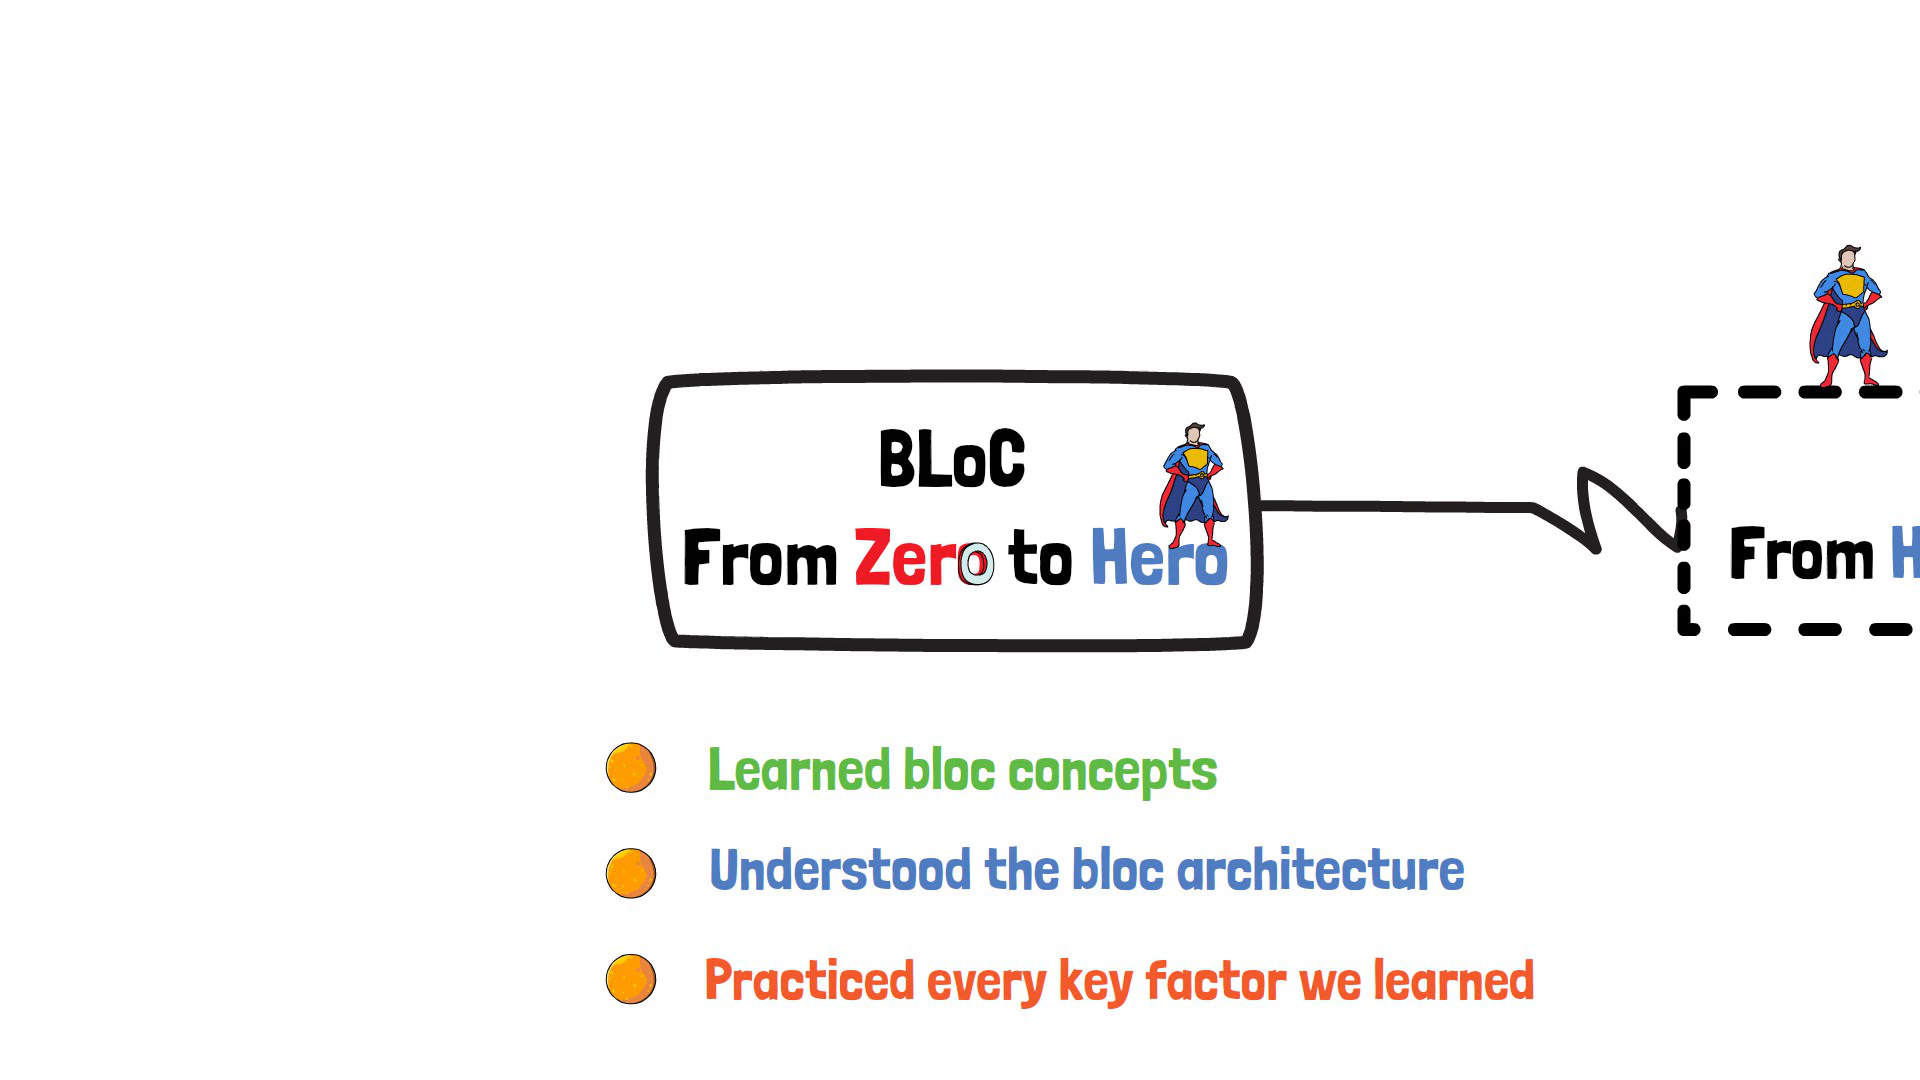 BLoC
From Zero to Hero
From
Learned bloc concepts
Understood the bloc architecture
Practiced every key factor we learned